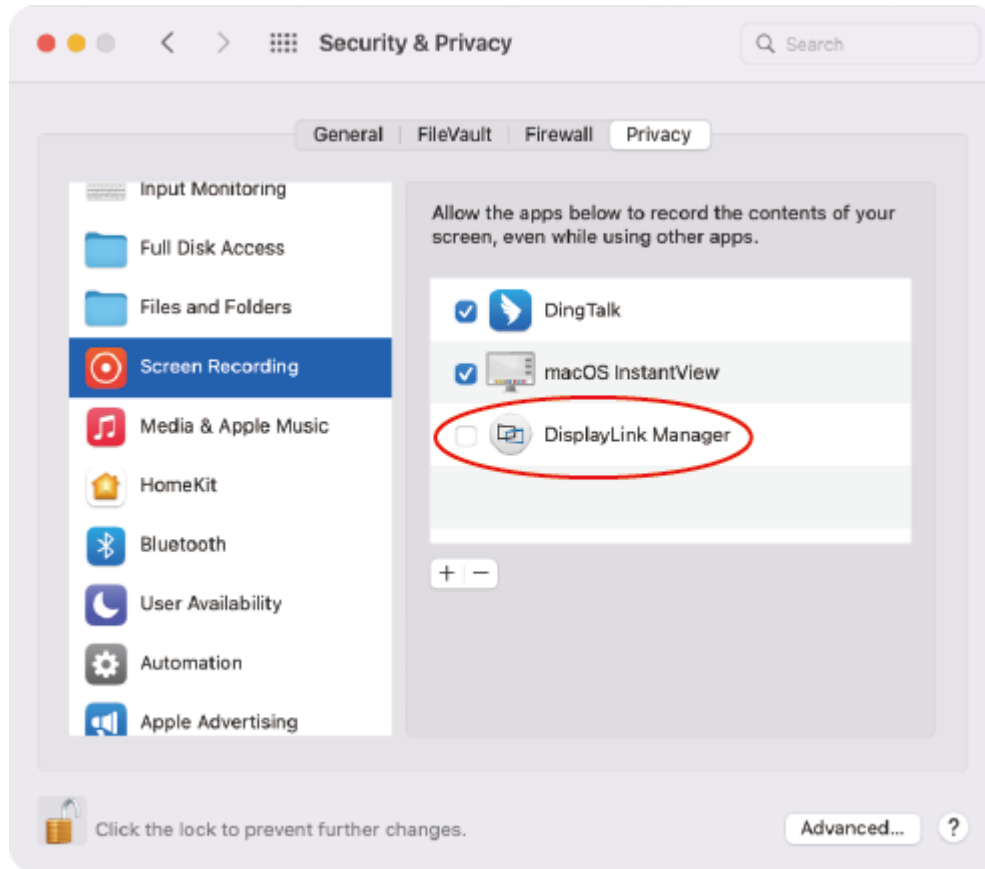 Security & Privacy
Search
General FileVault Firewall Privacy
Input Monitoring
Full Disk Access
Files and Folders
Screen Recording
Media & Apple Music
HomeKit
Bluetooth
User Availability
Automation
Apple Advertising
Allow the apps below to record the contents of your
screen, even while using other apps.
DingTalk
macOS InstantView
DisplayLink Manager
+ −
Click the lock to prevent further changes.
Advanced... ?